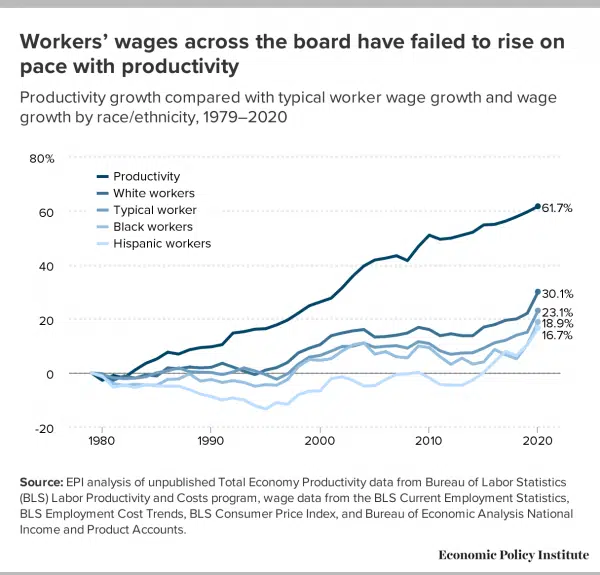 Workers’ wages across the board have failed to rise on
pace with productivity
Productivity growth compared with typical worker wage growth and wage
growth by race/ethnicity, 1979–2020
80%
60
40
20
0
-20
Productivity
White workers
Typical worker
Black workers
Hispanic workers
61.7%
30.1%
23.1%
18.9%
16.7%
1980
1990
2000
2010
2020
Source: EPI analysis of unpublished Total Economy Productivity data from Bureau of Labor Statistics
(BLS) Labor Productivity and Costs program, wage data from the BLS Current Employment Statistics,
BLS Employment Cost Trends, BLS Consumer Price Index, and Bureau of Economic Analysis National
Income and Product Accounts.
Economic Policy Institute